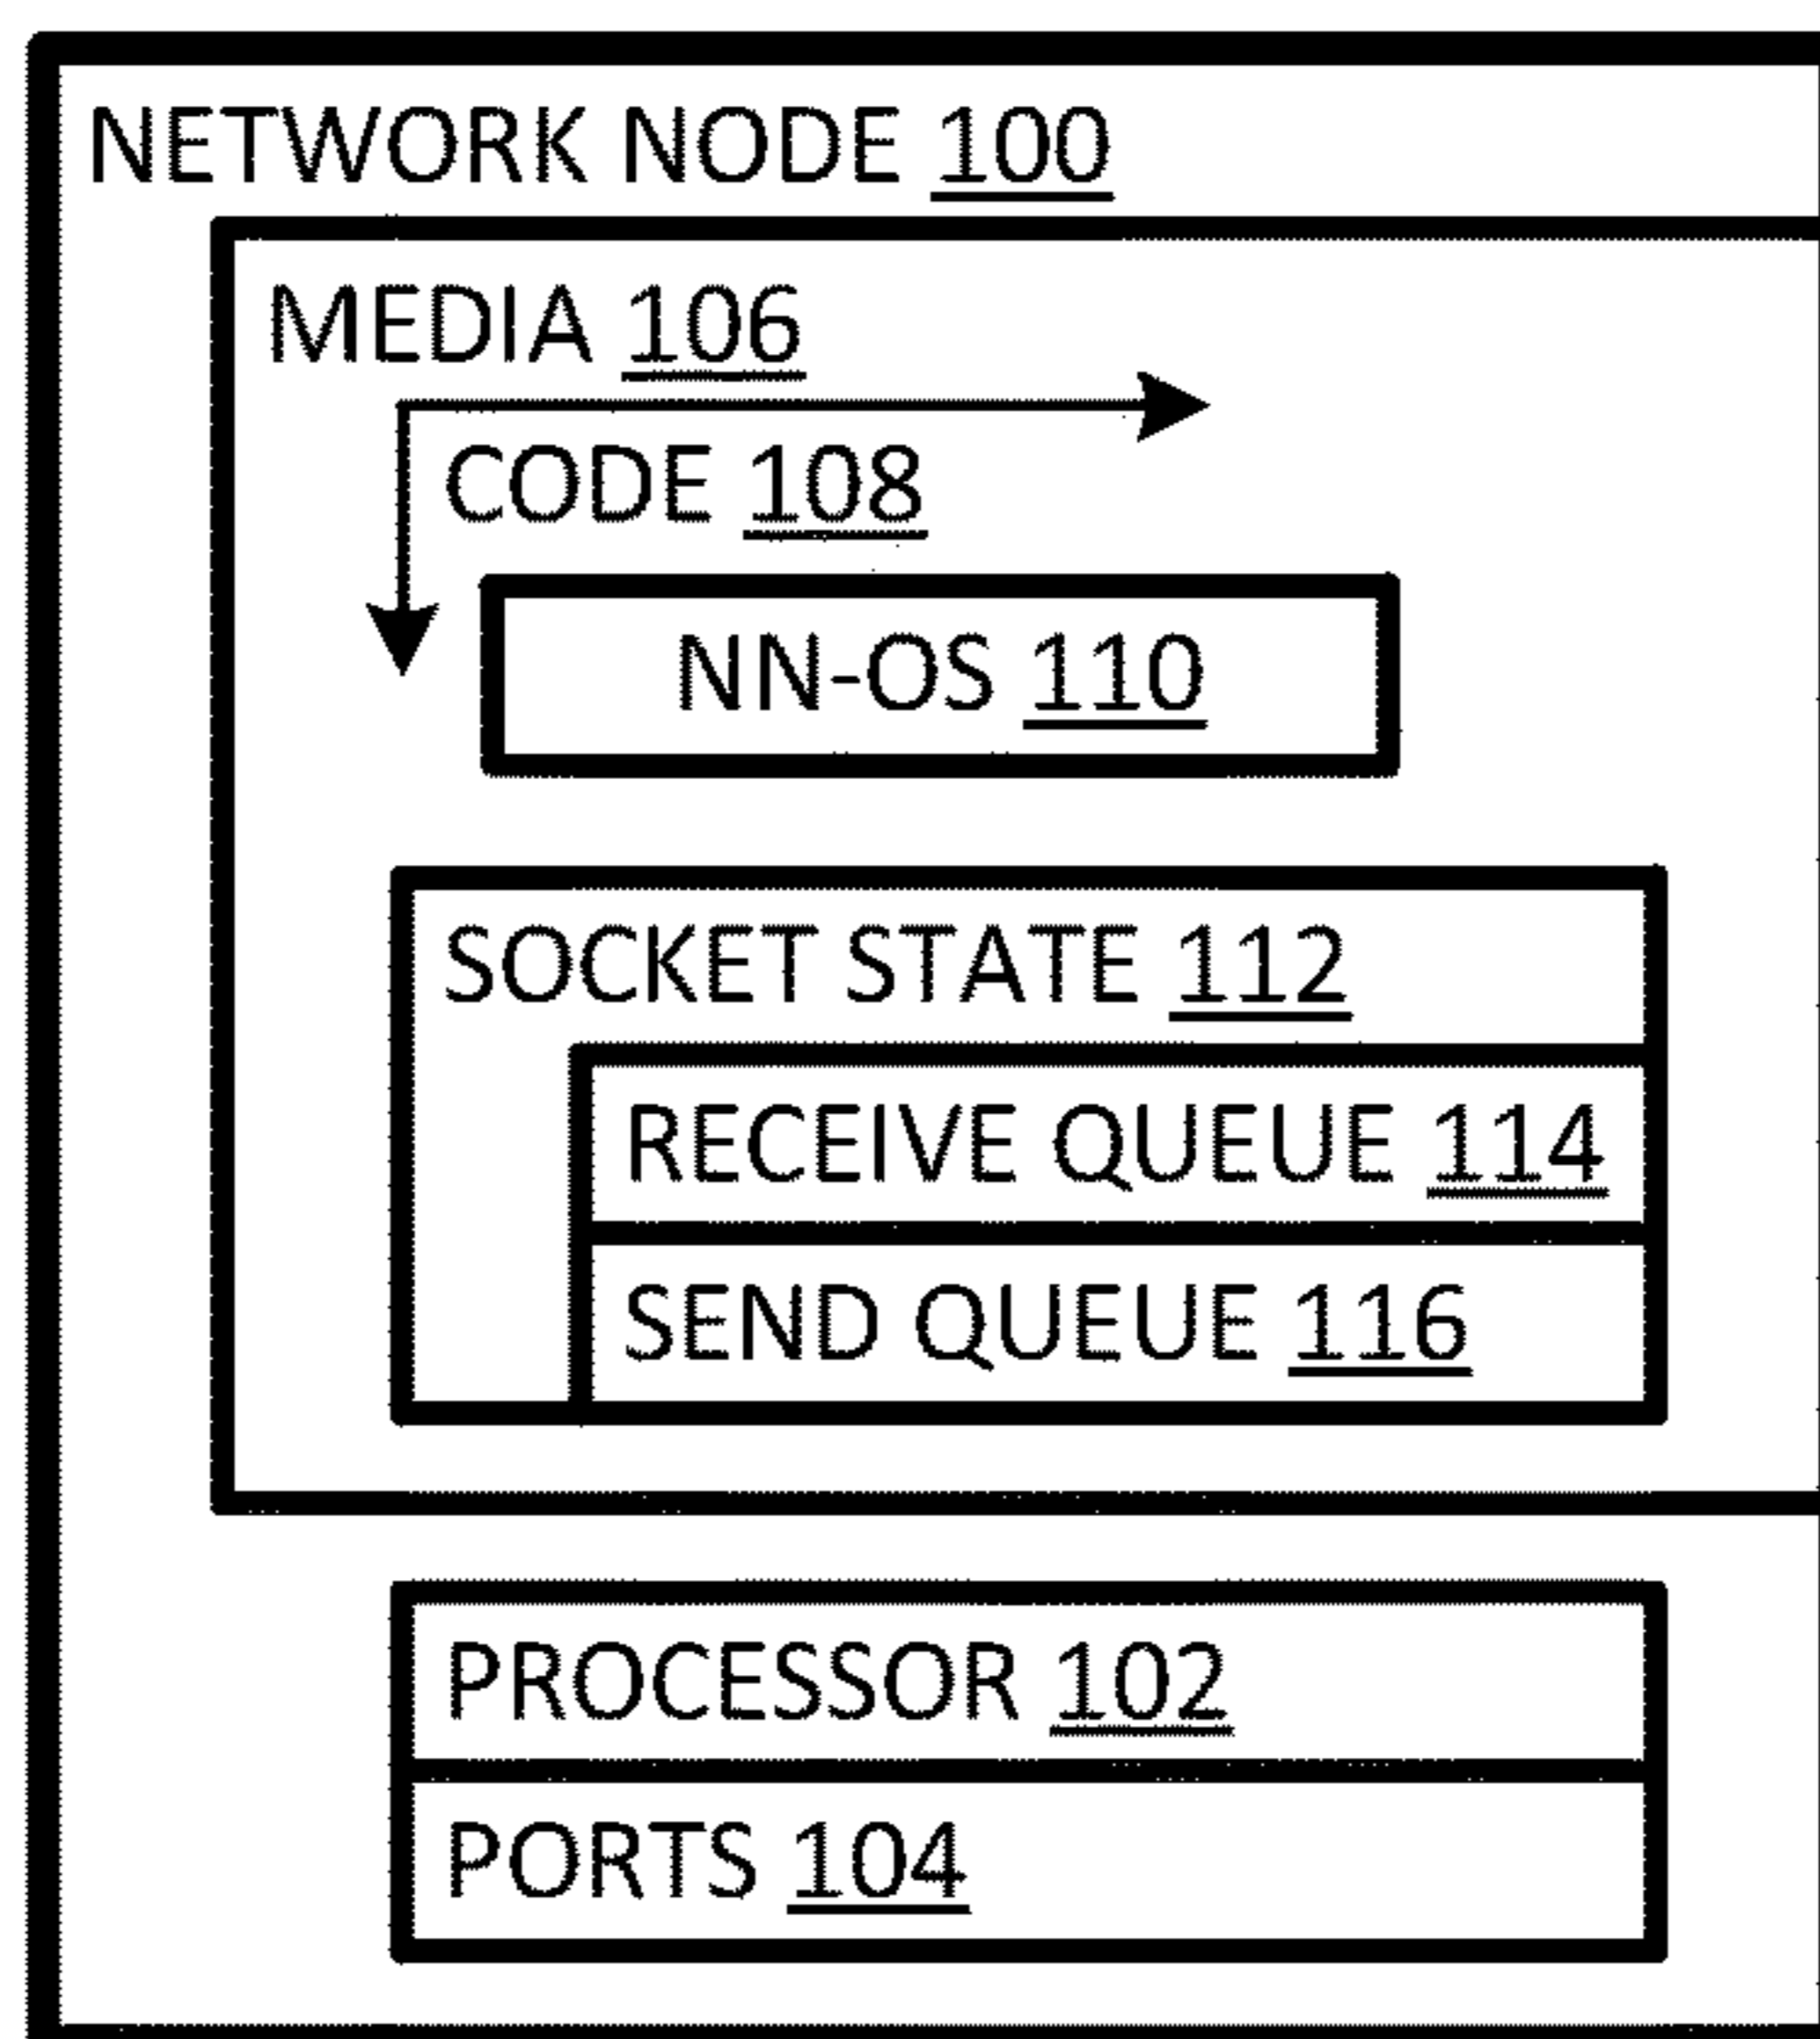 NETWORK NODE 100
MEDIA 106
CODE 108
NN-OS 110
SOCKET STATE 112
RECEIVE QUEUE 114
SEND QUEUE 116
PROCESSOR 102
PORTS 104